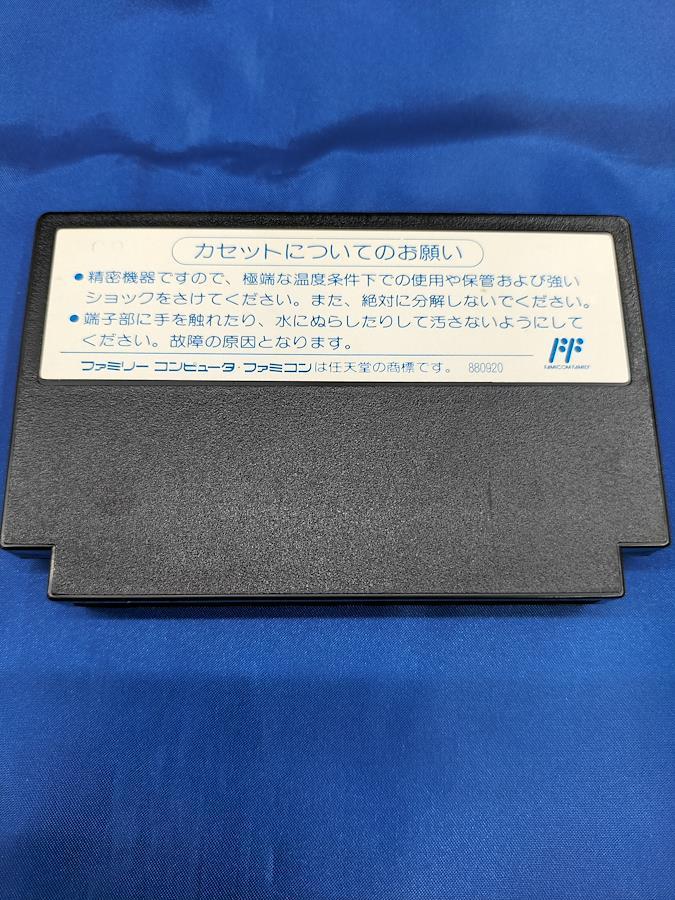 カセットについてのお願い
●精密機器ですので、極端な温度条件下での使用や保管および強い
ショックをさけてください。また、絶対に分解しないでください。
●端子部に手を触れたり、水にぬらしたりして汚さないようにして
ください。故障の原因となります。
FAMICOM FAMILY
ファミリー コンピュータ・ファミコンは任天堂の商標です。 880920